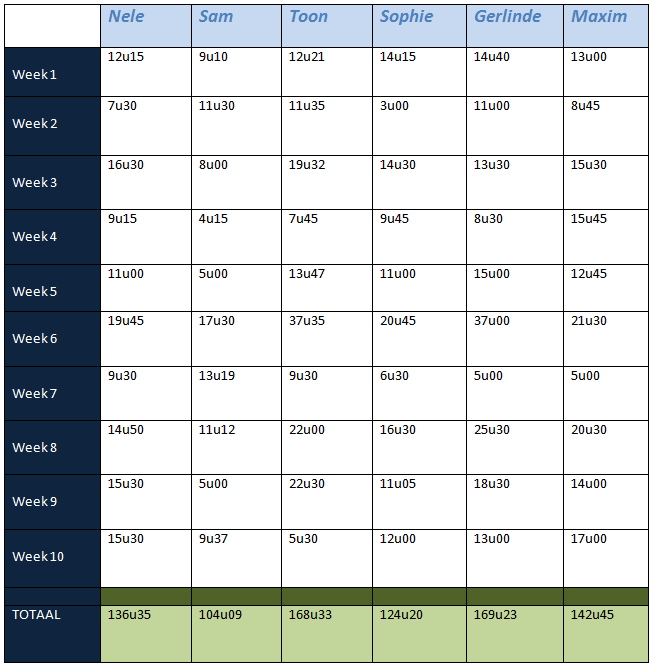 Nele Sam Toon Sophie Gerlinde Maxim
Week 1 12u15 9u10 12u21 14u15 14u40 13u00
Week 2 7u30 11u30 11u35 3u00 11u00 8u45
Week 3 16u30 8u00 19u32 14u30 13u30 15u30
Week 4 9u15 4u15 7u45 9u45 8u30 15u45
Week 5 11u00 5u00 13u47 11u00 15u00 12u45
Week 6 19u45 17u30 37u35 20u45 37u00 21u30
Week 7 9u30 13u19 9u30 6u30 5u00 5u00
Week 8 14u50 11u12 22u00 16u30 25u30 20u30
Week 9 15u30 5u00 22u30 11u05 18u30 14u00
Week 10 15u30 9u37 5u30 12u00 13u00 17u00
TOTAAL 136u35 104u09 168u33 124u20 169u23 142u45